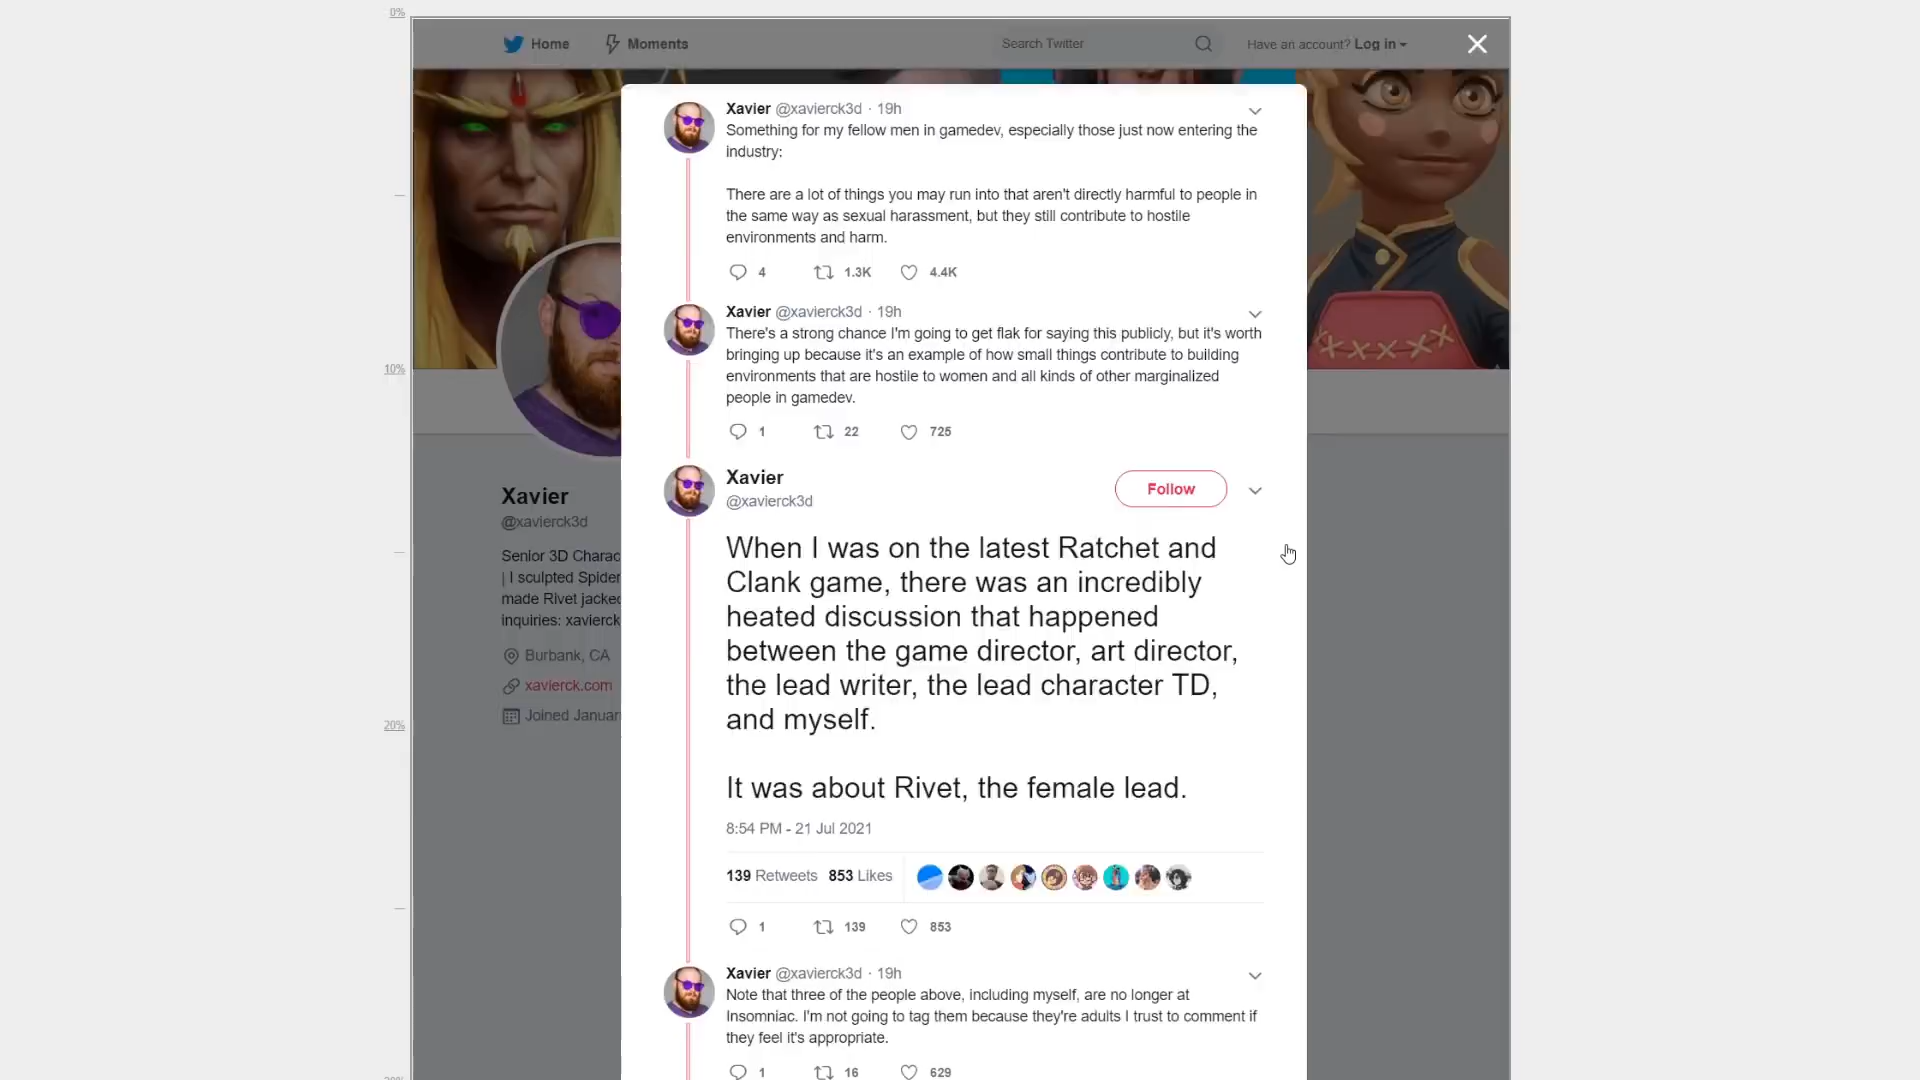 0%
Home
Moments
Search Twitter
Have an account? Log in
Xavier @xavierck3d · 19h
Something for my fellow men in gamedev, especially those just now entering the
industry:
There are a lot of things you may run into that aren't directly harmful to people in
the same way as sexual harassment, but they still contribute to hostile
environments and harm.
4 1.3K 4.4K
Xavier @xavierck3d · 19h
There's a strong chance I'm going to get flak for saying this publicly, but it's worth
bringing up because it's an example of how small things contribute to building
environments that are hostile to women and all kinds of other marginalized
people in gamedev.
1 22 725
10%
Xavier
@xavierck3d
Follow
When I was on the latest Ratchet and
Clank game, there was an incredibly
heated discussion that happened
between the game director, art director,
the lead writer, the lead character TD,
and myself.
It was about Rivet, the female lead.
8:54 PM - 21 Jul 2021
139 Retweets 853 Likes
1 139 853
Xavier @xavierck3d · 19h
Note that three of the people above, including myself, are no longer at
Insomniac. I'm not going to tag them because they're adults I trust to comment if
they feel it's appropriate.
1 16 629
Xavier
@xavierck3d
Senior 3D Charac
| I sculpted Spider
made Rivet jacked
inquiries: xavierck
Burbank, CA
xavierck.com
Joined Januar
20%